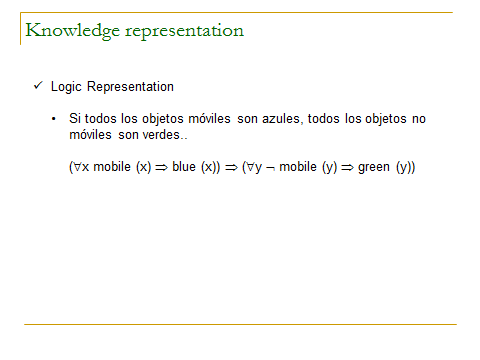 Knowledge representation
✓ Logic Representation
• Si todos los objetos móviles son azules, todos los objetos no
móviles son verdes..
(∀x mobile (x) ⇒ blue (x)) ⇒ (∀y ¬ mobile (y) ⇒ green (y))